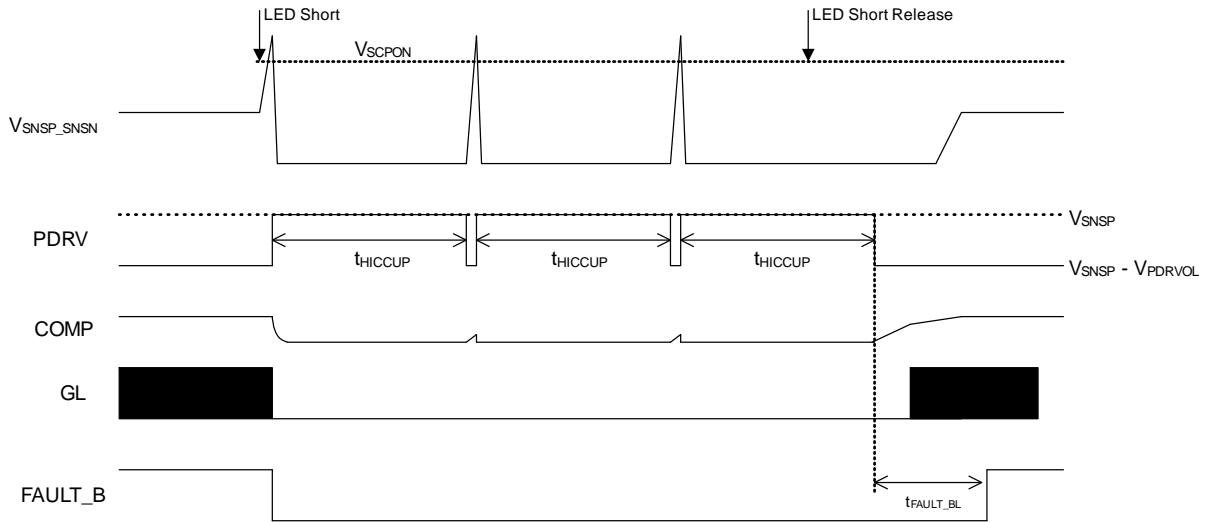 LED Short
LED Short Release
VSCPON
VSNSP_SNSN
VSNSP
PDRV
tHICCUP
tHICCUP
tHICCUP
VSNSP - VPDRVOL
COMP
GL
FAULT_B
tFAULT_BL